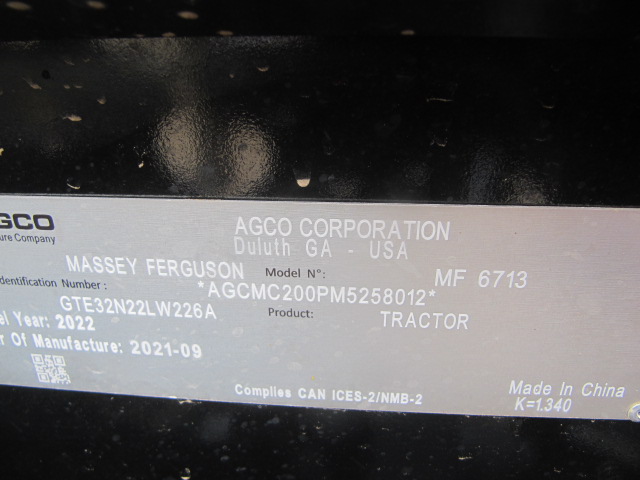 GCO
ure Company
AGCO CORPORATION
Duluth GA - USA
MASSEY FERGUSON Model N°: MF 6713
dentification Number : *AGCMC200PM5258012*
GTE32N22LW226A Product: TRACTOR
el Year: 2022
r Of Manufacture: 2021-09
Complies CAN ICES-2/NMB-2
Made In China
K=1.340